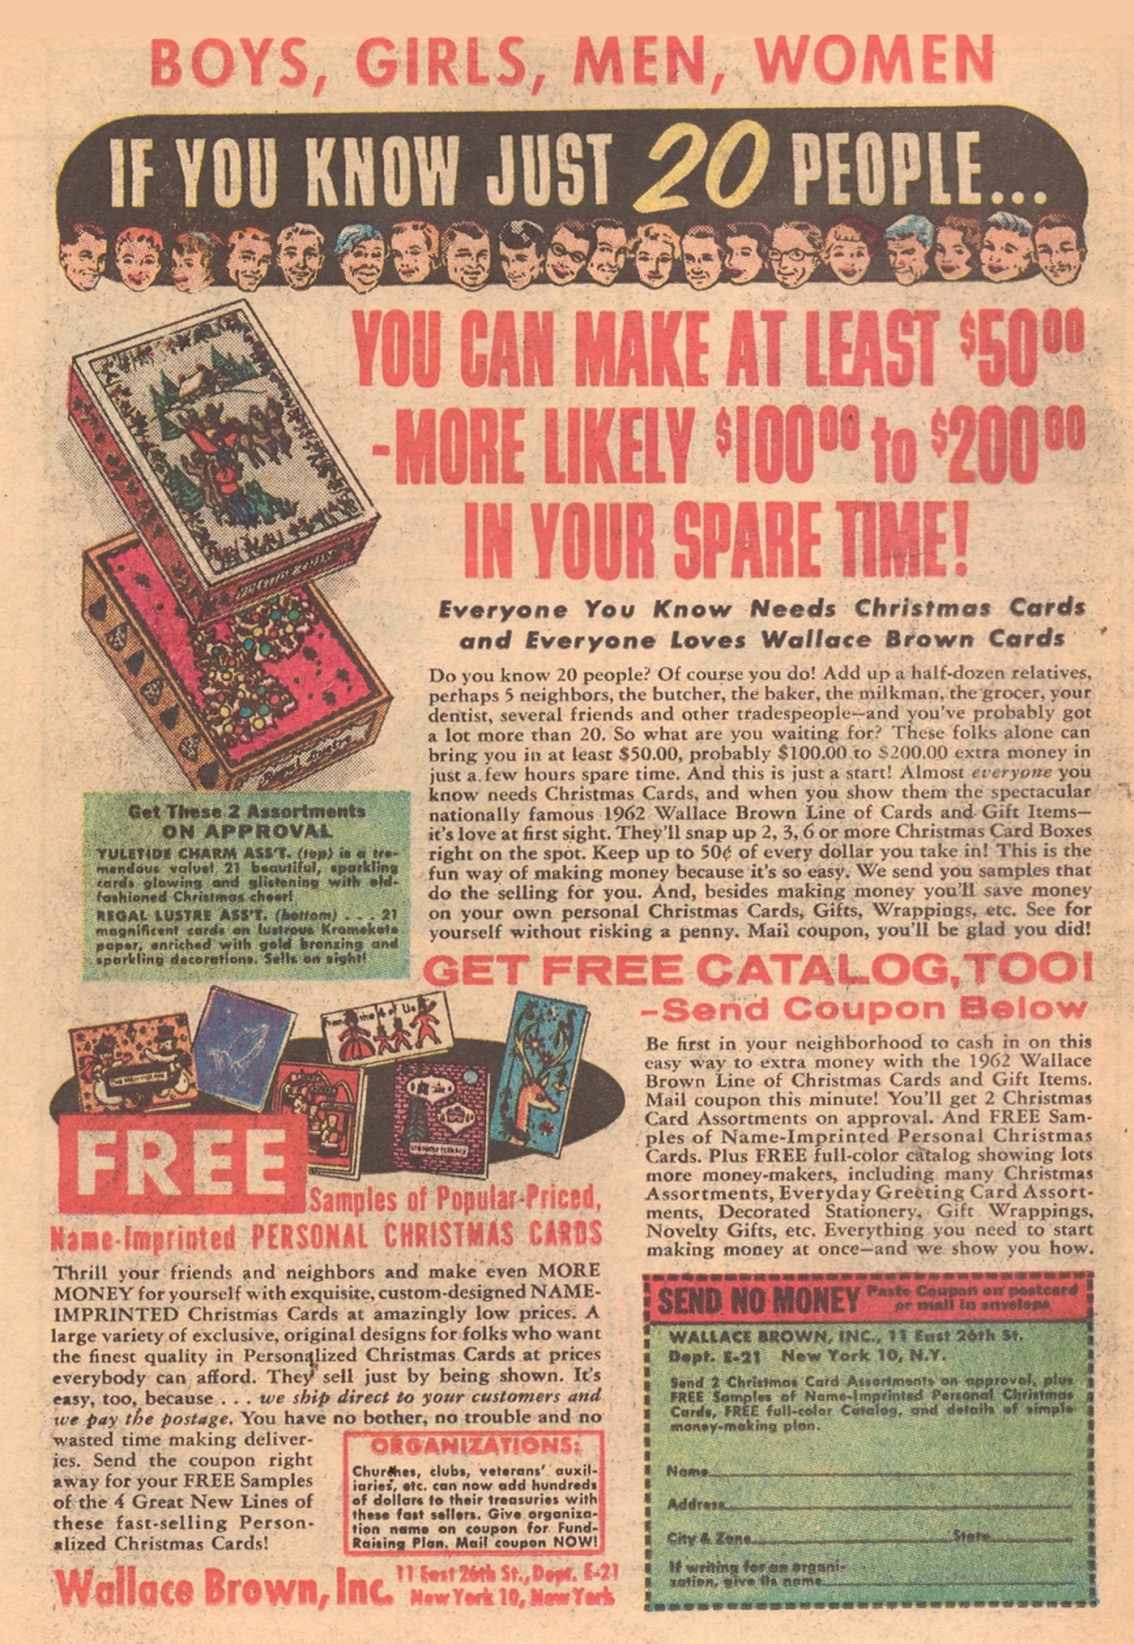 BOYS, GIRLS, MEN, WOMEN
IF YOU KNOW JUST 20 PEOPLE...
YOU CAN MAKE AT LEAST $50.00
-MORE LIKELY $100.00 to $200.00
IN YOUR SPARE TIME!
Everyone You Know Needs Christmas Cards
and Everyone Loves Wallace Brown Cards
Do you know 20 people? Of course you do! Add up a half-dozen relatives,
perhaps 5 neighbors, the butcher, the baker, the milkman, the grocer, your
dentist, several friends and other tradespeople—and you've probably got
a lot more than 20. So what are you waiting for? These folks alone can
bring you in at least $50.00, probably $100.00 to $200.00 extra money in
just a few hours spare time. And this is just a start! Almost everyone you
know needs Christmas Cards, and when you show them the spectacular
nationally famous 1962 Wallace Brown Line of Cards and Gift Items—
it's love at first sight. They'll snap up 2, 3, 6 or more Christmas Card Boxes
right on the spot. Keep up to 50¢ of every dollar you take in! This is the
fun way of making money because it's so easy. We send you samples that
do the selling for you. And, besides making money you'll save money
on your own personal Christmas Cards, Gifts, Wrappings, etc. See for
yourself without risking a penny. Mail coupon, you'll be glad you did!
Get These 2 Assortments
ON APPROVAL
YULETIDE CHARM ASS'T. (top) is a tre-
mendous value! 21 beautiful, sparkling
cards glowing and glistening with old-
fashioned Christmas cheer!
REGAL LUSTRE ASS'T. (bottom) . . . 21
magnificent cards on lustrous Kromekote
paper, enriched with gold bronzing and
sparkling decorations. Sells on sight!
GET FREE CATALOG, TOO!
-Send Coupon Below
Be first in your neighborhood to cash in on this
easy way to extra money with the 1962 Wallace
Brown Line of Christmas Cards and Gift Items.
Mail coupon this minute! You'll get 2 Christmas
Card Assortments on approval. And FREE Sam-
ples of Name-Imprinted Personal Christmas
Cards. Plus FREE full-color catalog showing lots
more money-makers, including many Christmas
Assortments, Everyday Greeting Card Assort-
ments, Decorated Stationery, Gift Wrappings,
Novelty Gifts, etc. Everything you need to start
making money at once—and we show you how.
From the 4 of Us
FREE
Samples of Popular-Priced,
Name-Imprinted PERSONAL CHRISTMAS CARDS
Thrill your friends and neighbors and make even MORE
MONEY for yourself with exquisite, custom-designed NAME-
IMPRINTED Christmas Cards at amazingly low prices. A
large variety of exclusive, original designs for folks who want
the finest quality in Personalized Christmas Cards at prices
everybody can afford. They sell just by being shown. It's
easy, too, because . . . we ship direct to your customers and
we pay the postage. You have no bother, no trouble and no
wasted time making deliver-
ies. Send the coupon right
away for your FREE Samples
of the 4 Great New Lines of
these fast-selling Person-
alized Christmas Cards!
ORGANIZATIONS:
Churches, clubs, veterans' auxil-
iaries, etc. can now add hundreds
of dollars to their treasuries with
these fast sellers. Give organiza-
tion name on coupon for Fund-
Raising Plan. Mail coupon NOW!
Wallace Brown, Inc.
11 East 26th St., Dept. E-21
New York 10, New York
SEND NO MONEY Paste Coupon on postcard
or mail in envelope
WALLACE BROWN, INC., 11 East 26th St.
Dept. E-21 New York 10, N.Y.
Send 2 Christmas Card Assortments on approval, plus
FREE Samples of Name-Imprinted Personal Christmas
Cards, FREE full-color Catalog, and details of simple
money-making plan.
Name
Address
City & Zone State
If writing for an organi-
zation, give its name